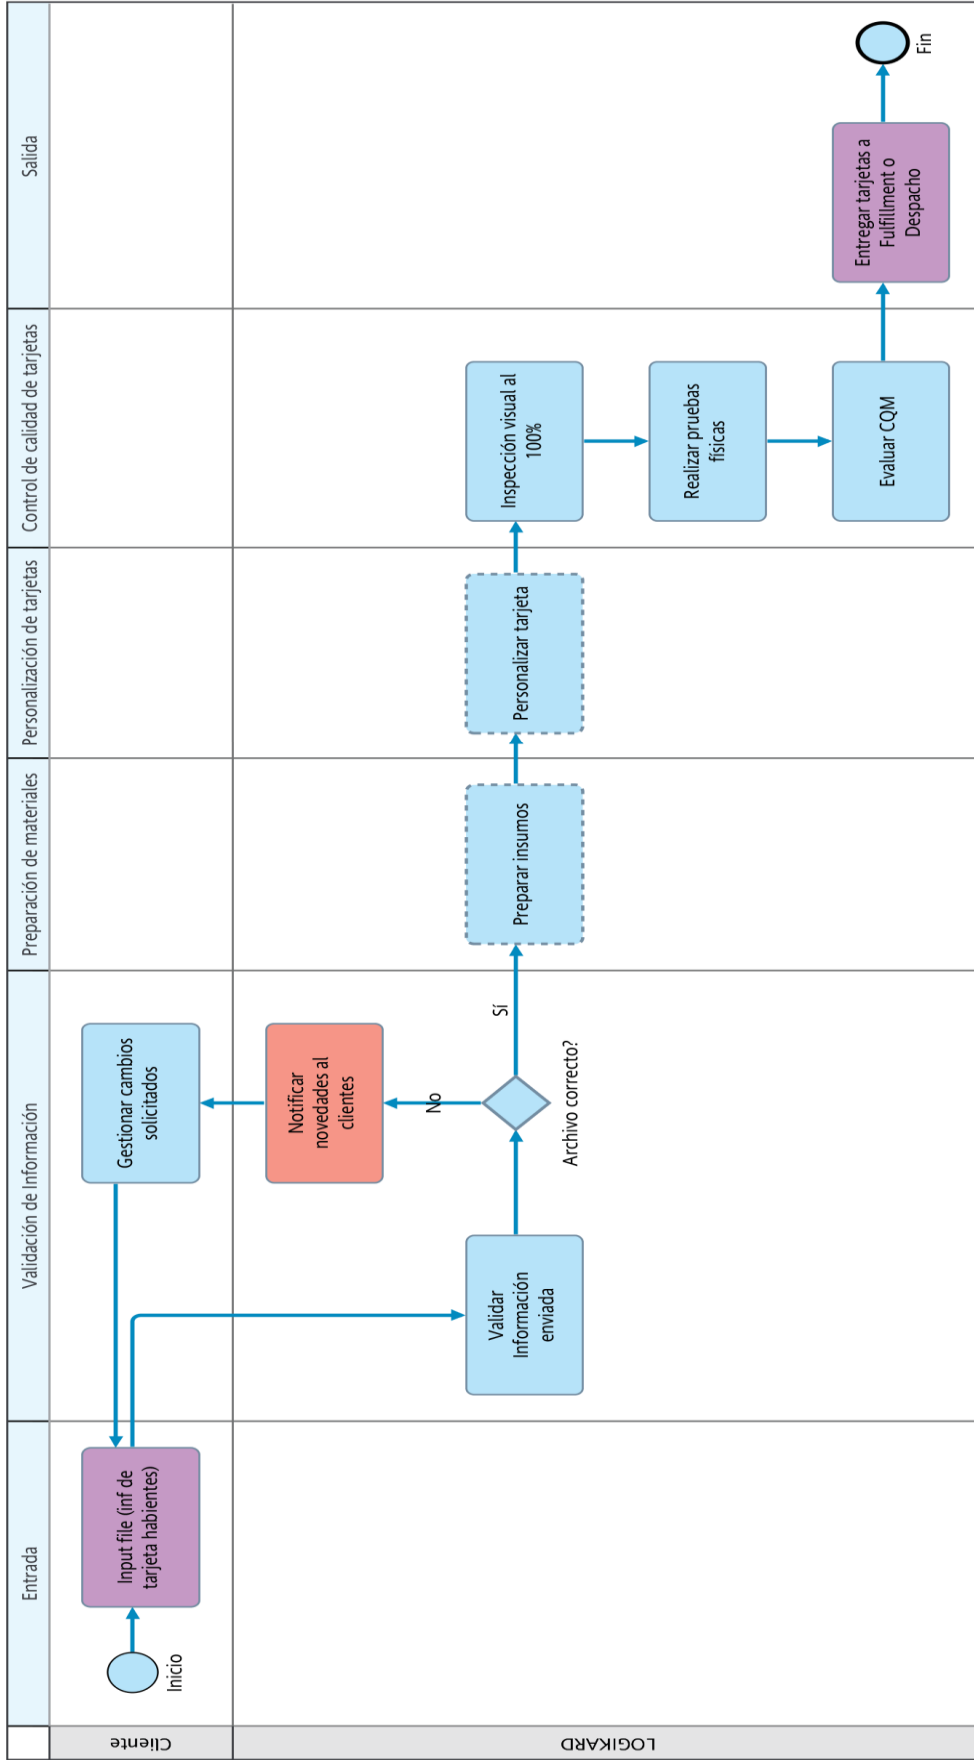 Entrada
Validación de Información
Preparación de materiales
Personalización de tarjetas
Control de calidad de tarjetas
Salida
Cliente
Inicio
Input file (inf de
tarjeta habientes)
Gestionar cambios
solicitados
LOGIKARD
Validar
Información
enviada
Archivo correcto?
No
Notificar
novedades al
clientes
Sí
Preparar insumos
Personalizar tarjeta
Inspección visual al
100%
Realizar pruebas
físicas
Evaluar CQM
Entregar tarjetas a
Fulfillment o
Despacho
Fin